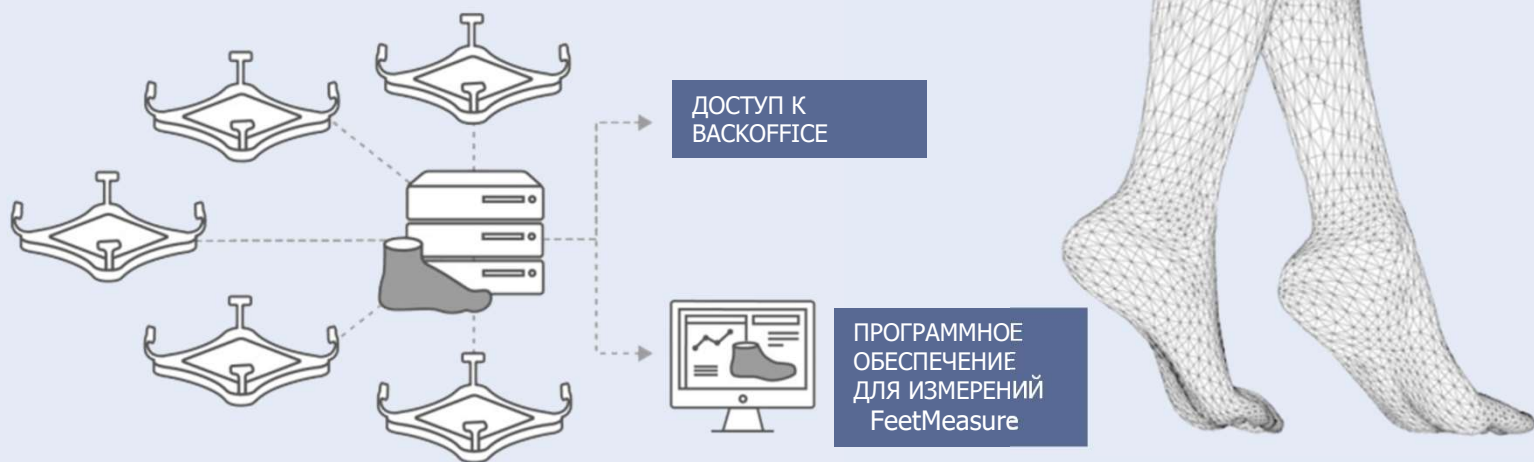 ДОСТУП К
BACKOFFICE
ПРОГРАММНОЕ
ОБЕСПЕЧЕНИЕ
ДЛЯ ИЗМЕРЕНИЙ
FeetMeasure